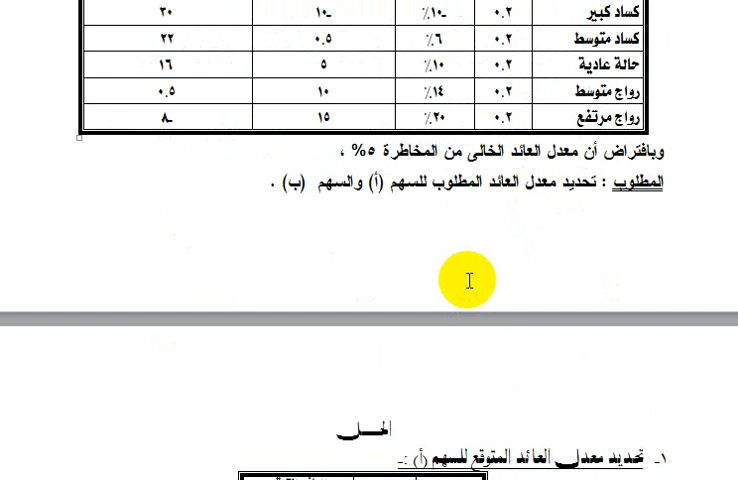 كساد كبير ٠.٢ -١٠٪ -١٠ ٢٠
كساد متوسط ٠.٢ ٦٪ ٠.٥ ٢٢
حالة عادية ٠.٢ ١٠٪ ٥ ١٦
رواج متوسط ٠.٢ ١٤٪ ١٠ ٠.٥
رواج مرتفع ٠.٢ ٢٠٪ ١٥ -٨
وبافتراض أن معدل العائد الخالى من المخاطرة ٥% ،
المطلوب : تحديد معدل العائد المطلوب للسهم (أ) والسهم (ب) .
الحـــل
١- تحديد معدل العائد المتوقع للسهم (أ) :-